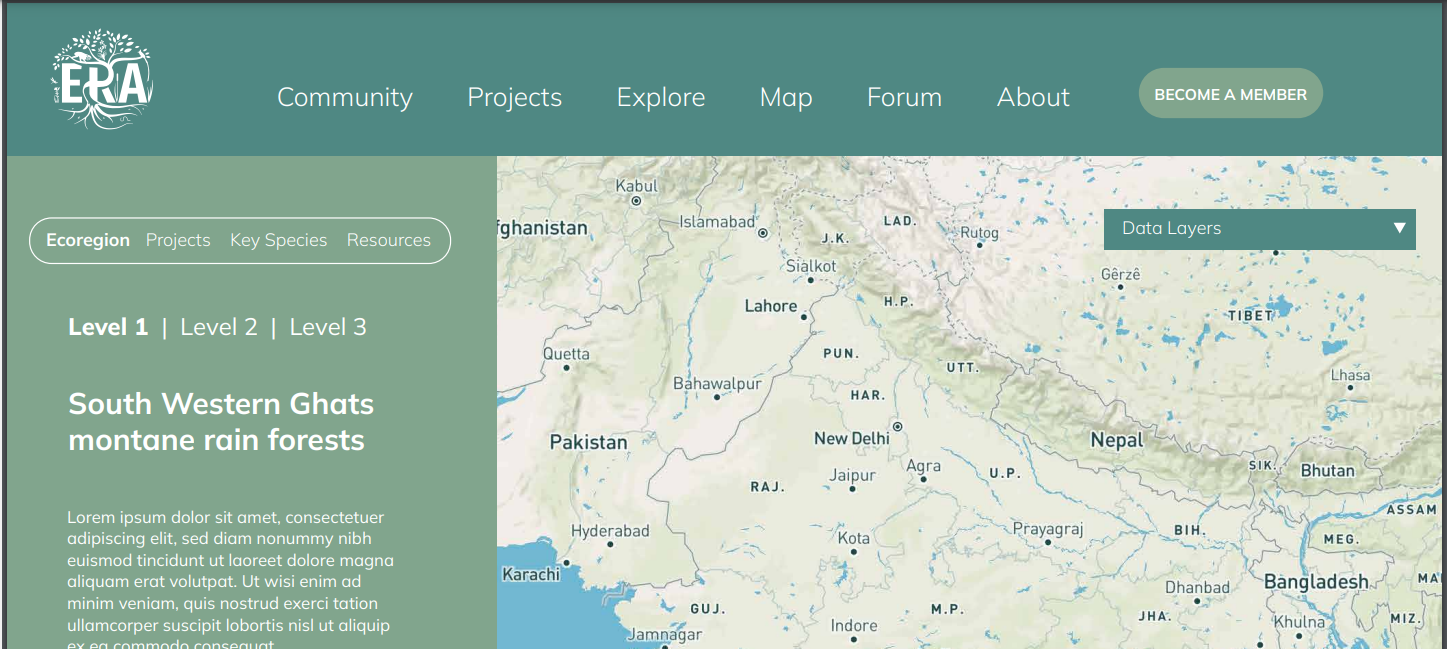 ERA
Community Projects Explore Map Forum About BECOME A MEMBER
Ecoregion Projects Key Species Resources
Level 1 | Level 2 | Level 3
South Western Ghats
montane rain forests
Lorem ipsum dolor sit amet, consectetuer
adipiscing elit, sed diam nonummy nibh
euismod tincidunt ut laoreet dolore magna
aliquam erat volutpat. Ut wisi enim ad
minim veniam, quis nostrud exerci tation
ullamcorper suscipit lobortis nisl ut aliquip
ex ea commodo consequat.
Data Layers
Kabul
fghanistan
Islamabad
LAD.
Rutog
J.K.
Sialkot
Gêrzê
Lahore
H.P.
TIBET
Quetta
PUN.
UTT.
Lhasa
Bahawalpur
HAR.
Pakistan
New Delhi
Nepal
Jaipur
Agra
U.P.
SIK.
Bhutan
RAJ.
ASSAM
Hyderabad
Kota
Prayagraj
BIH.
MEG.
Karachi
Dhanbad
Bangladesh
MA
GUJ.
M.P.
JHA.
MIZ.
Jamnagar
Indore
Khulna